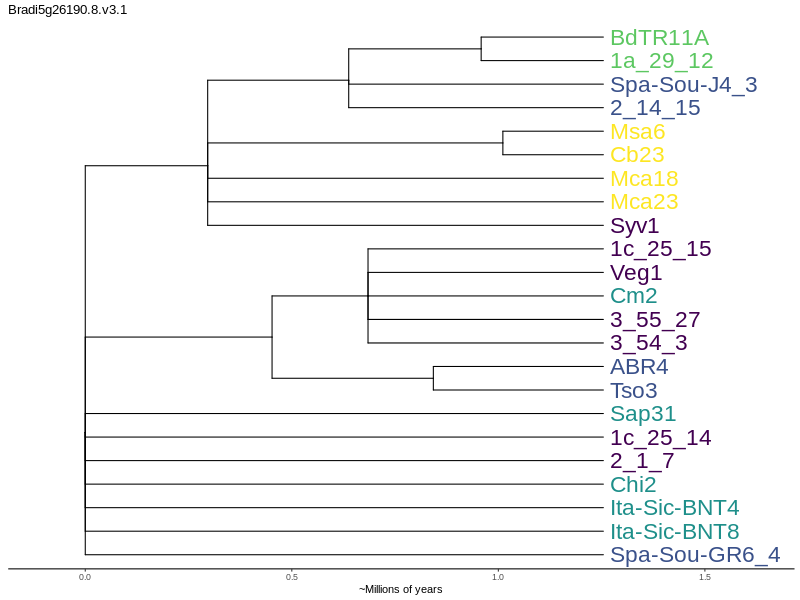 Bradi5g26190.8.v3.1
BdTR11A
1a_29_12
Spa-Sou-J4_3
2_14_15
Msa6
Cb23
Mca18
Mca23
Syv1
1c_25_15
Veg1
Cm2
3_55_27
3_54_3
ABR4
Tso3
Sap31
1c_25_14
2_1_7
Chi2
Ita-Sic-BNT4
Ita-Sic-BNT8
Spa-Sou-GR6_4
0.0 0.5 1.0 1.5
~Millions of years